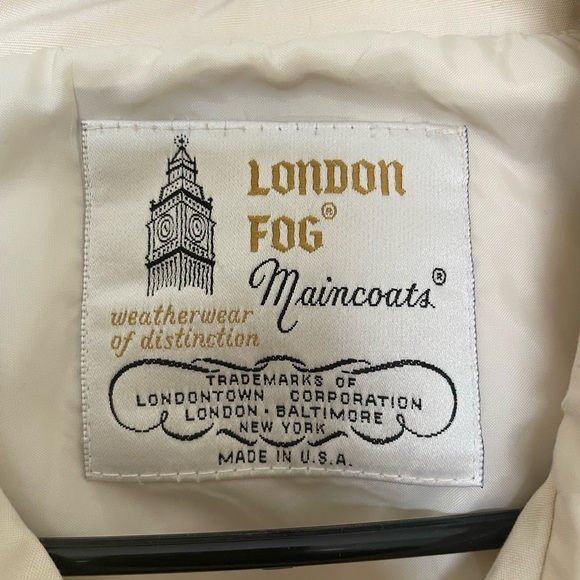 LONDON
FOG®
Maincoats®
weatherwear
of distinction
TRADEMARKS OF
LONDONTOWN CORPORATION
LONDON · BALTIMORE
NEW YORK
MADE IN U.S.A.